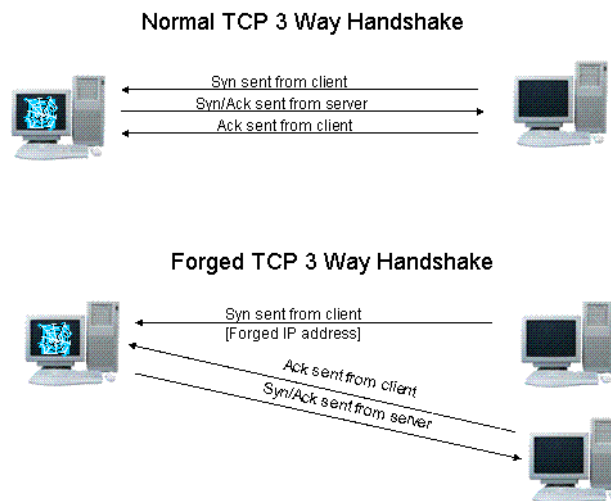 Normal TCP 3 Way Handshake
Syn sent from client
Syn/Ack sent from server
Ack sent from client
Forged TCP 3 Way Handshake
Syn sent from client
[Forged IP address]
Ack sent from client
Syn/Ack sent from server